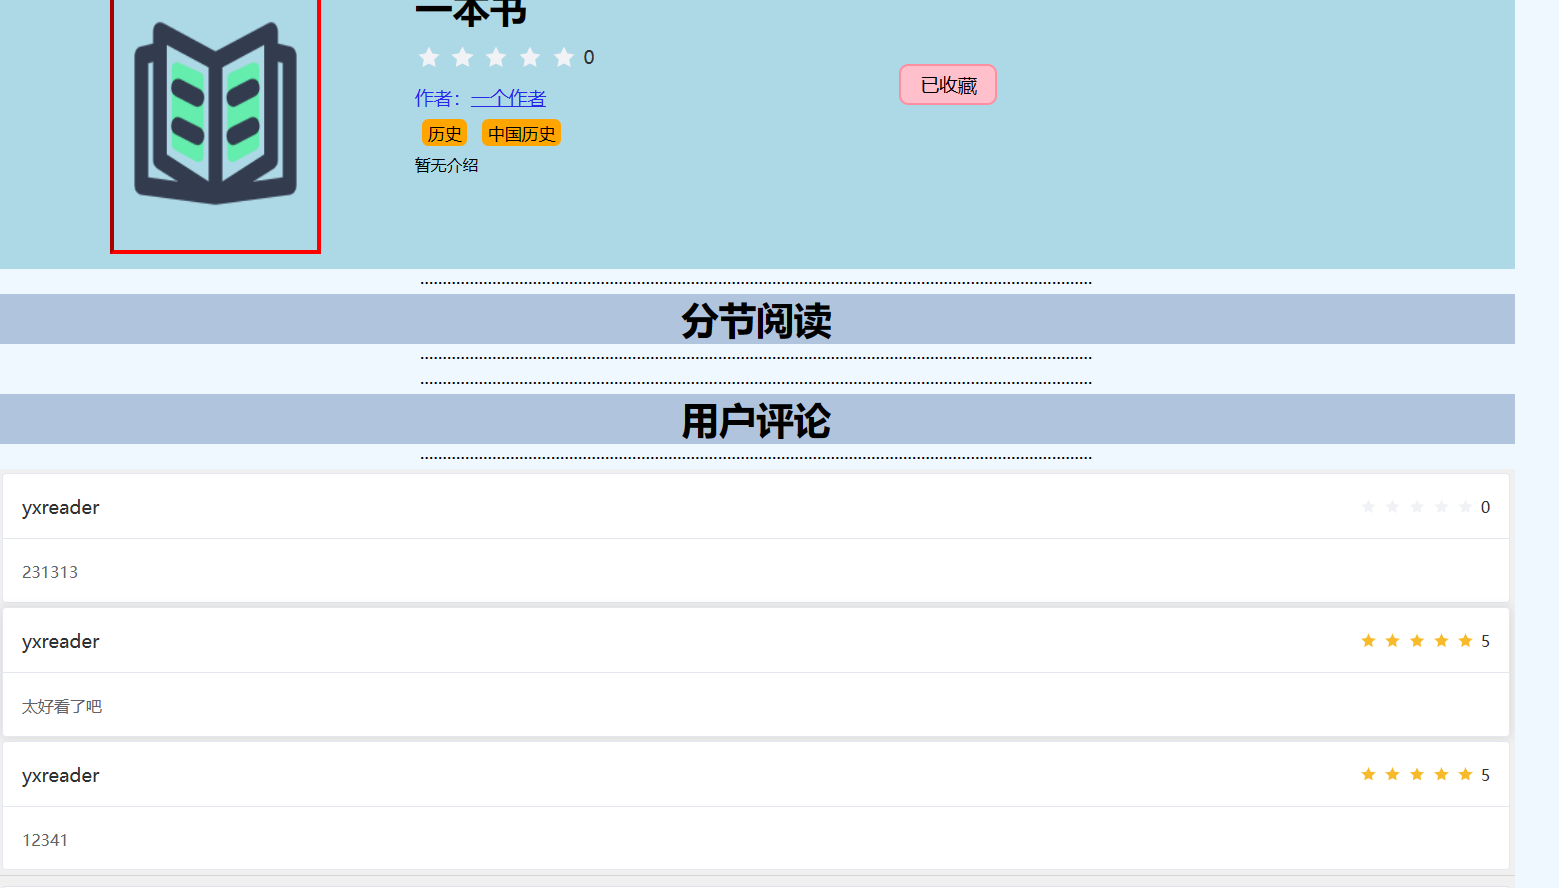 一本书
0
作者：一个作者
已收藏
历史 中国历史
暂无介绍
分节阅读
用户评论
yxreader 0
231313
yxreader 5
太好看了吧
yxreader 5
12341